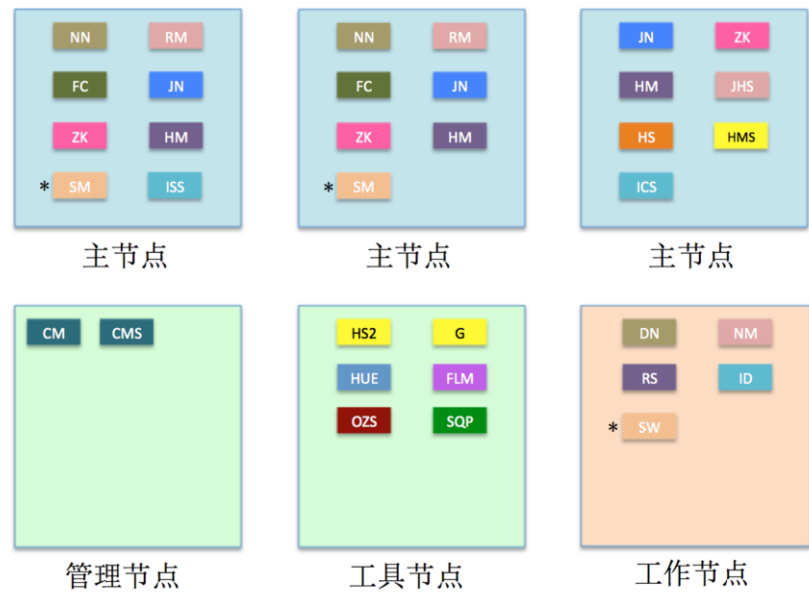 NN RM
FC JN
ZK HM
* SM ISS
主节点
NN RM
FC JN
ZK HM
* SM
主节点
JN ZK
HM JHS
HS HMS
ICS
主节点
CM CMS
管理节点
HS2 G
HUE FLM
OZS SQP
工具节点
DN NM
RS ID
* SW
工作节点